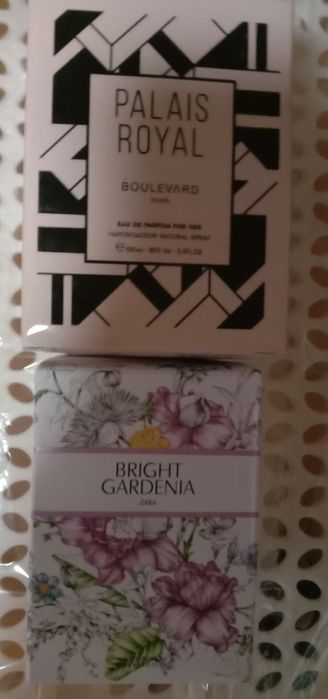 PALAIS
ROYAL
BOULEVARD
PARIS
EAU DE PARFUM FOR HER
VAPORISATEUR NATURAL SPRAY
BRIGHT
GARDENIA
ZARA